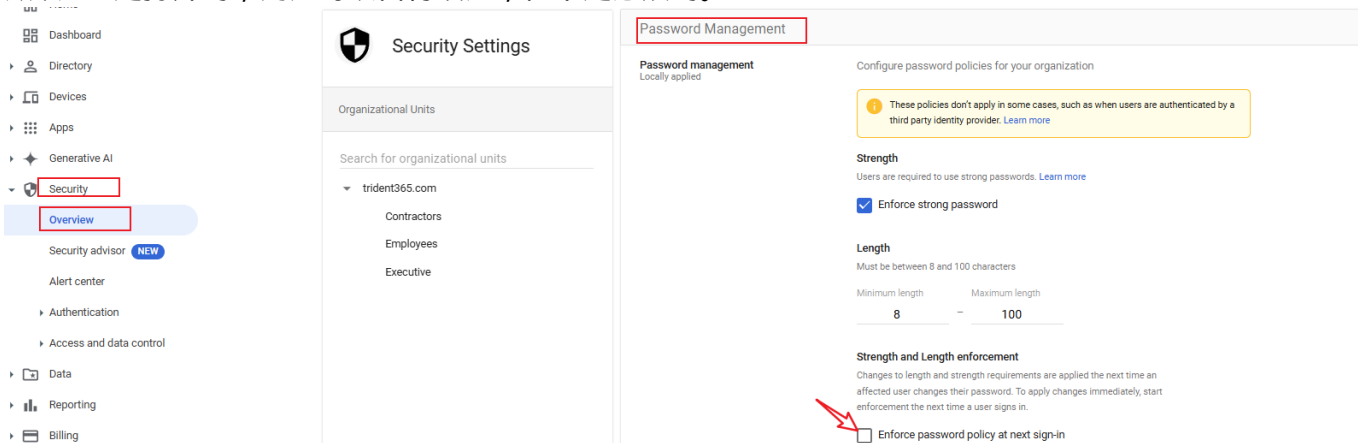 Dashboard
Directory
Devices
Apps
Generative AI
Security
Overview
Security advisor NEW
Alert center
Authentication
Access and data control
Data
Reporting
Billing
Security Settings
Organizational Units
Search for organizational units
trident365.com
Contractors
Employees
Executive
Password Management
Password management
Locally applied
Configure password policies for your organization
These policies don't apply in some cases, such as when users are authenticated by a
third party identity provider. Learn more
Strength
Users are required to use strong passwords. Learn more
Enforce strong password
Length
Must be between 8 and 100 characters
Minimum length Maximum length
8 – 100
Strength and Length enforcement
Changes to length and strength requirements are applied the next time an
affected user changes their password. To apply changes immediately, start
enforcement the next time a user signs in.
Enforce password policy at next sign-in